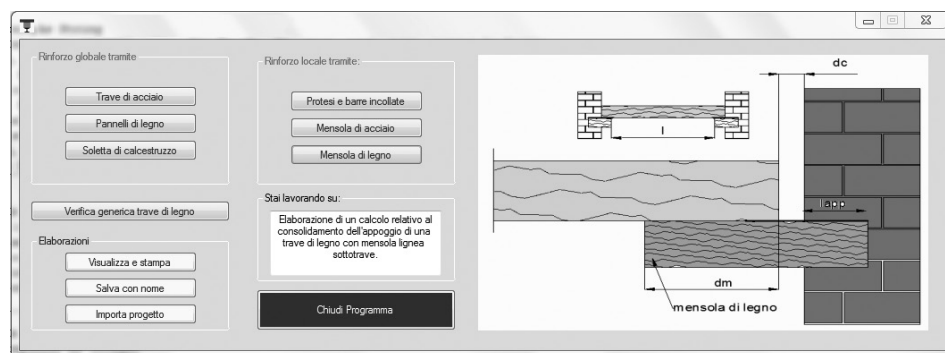 Rinforzo globale tramite
Trave di acciaio
Pannelli di legno
Soletta di calcestruzzo
Verifica generica trave di legno
Elaborazioni
Visualizza e stampa
Salva con nome
Importa progetto
Rinforzo locale tramite:
Protesi e barre incollate
Mensola di acciaio
Mensola di legno
Stai lavorando su:
Elaborazione di un calcolo relativo al
consolidamento dell'appoggio di una
trave di legno con mensola lignea
sottotrave.
Chiudi Programma
dc
l
lapp
dm
mensola di legno